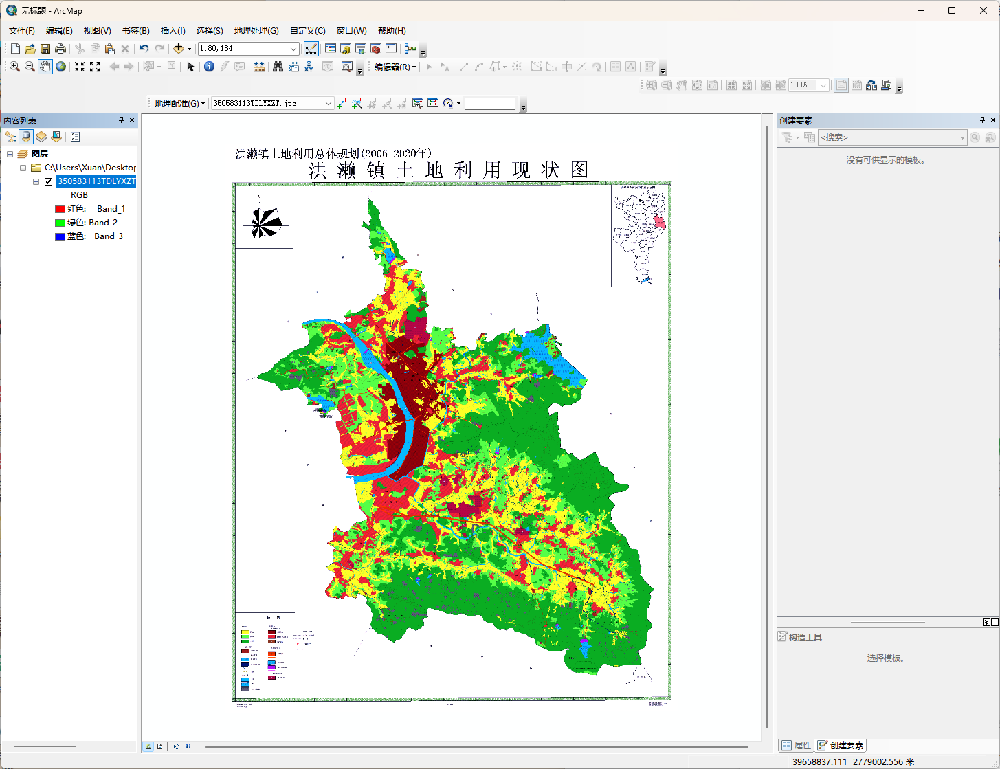 无标题 - ArcMap
文件(F) 编辑(E) 视图(V) 书签(B) 插入(I) 选择(S) 地理处理(G) 自定义(C) 窗口(W) 帮助(H)
1:80,184
编辑器(R)
100%
地理配准(G) 350583113TDLYXZT.jpg
内容列表
图层
C:\Users\Xuan\Desktop
350583113TDLYXZT
RGB
红色: Band_1
绿色: Band_2
蓝色: Band_3
洪濑镇土地利用总体规划(2006-2020年)
洪濑镇土地利用现状图
N
图 例
创建要素
<搜索>
没有可供显示的模板。
构造工具
选择模板。
属性 创建要素
39658837.111 2779002.556 米